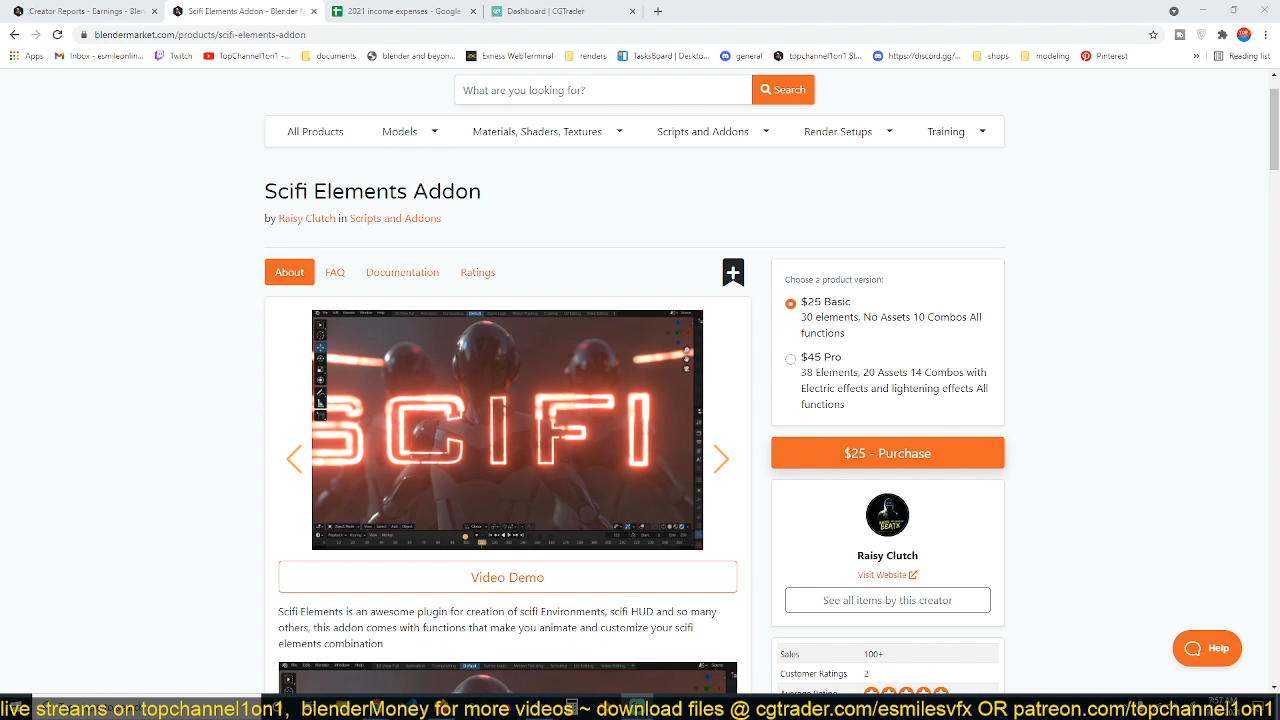 Creator Reports - Earnings - Blen
Scifi Elements Addon - Blender M
2021 income expenses - Google
Dashboard | CGTrader
blendermarket.com/products/scifi-elements-addon
Apps
Inbox - esmileonlin...
Twitch
TopChannel1on1 -...
documents
blender and beyon...
Exness WebTerminal
renders
TasksBoard | Deskto...
general
topchannel1on1 St...
https://discord.gg/...
shops
modeling
Pinterest
»
Reading list
What are you looking for?
Search
All Products
Models
Materials, Shaders, Textures
Scripts and Addons
Render Setups
Training
Scifi Elements Addon
by Raisy Clutch in Scripts and Addons
About
FAQ
Documentation
Ratings
Choose a product version:
$25 Basic
30 elements, No Assets 10 Combos All
functions
$45 Pro
38 Elements, 20 Assets 14 Combos with
Electric effects and lightening effects All
functions
$25 - Purchase
SCIFI
Raisy Clutch
Visit Website
See all items by this creator
Video Demo
Scifi Elements is an awesome plugin for creation of scifi Environments, scifi HUD and so many
others, this addon comes with functions that make you animate and customize your scifi
elements combination
Sales 100+
Customer Ratings 2
Average Rating
Help
7:57 AM
live streams on topchannel1on1, blenderMoney for more videos ~ download files @ cgtrader.com/esmilesvfx OR patreon.com/topchannel1on1